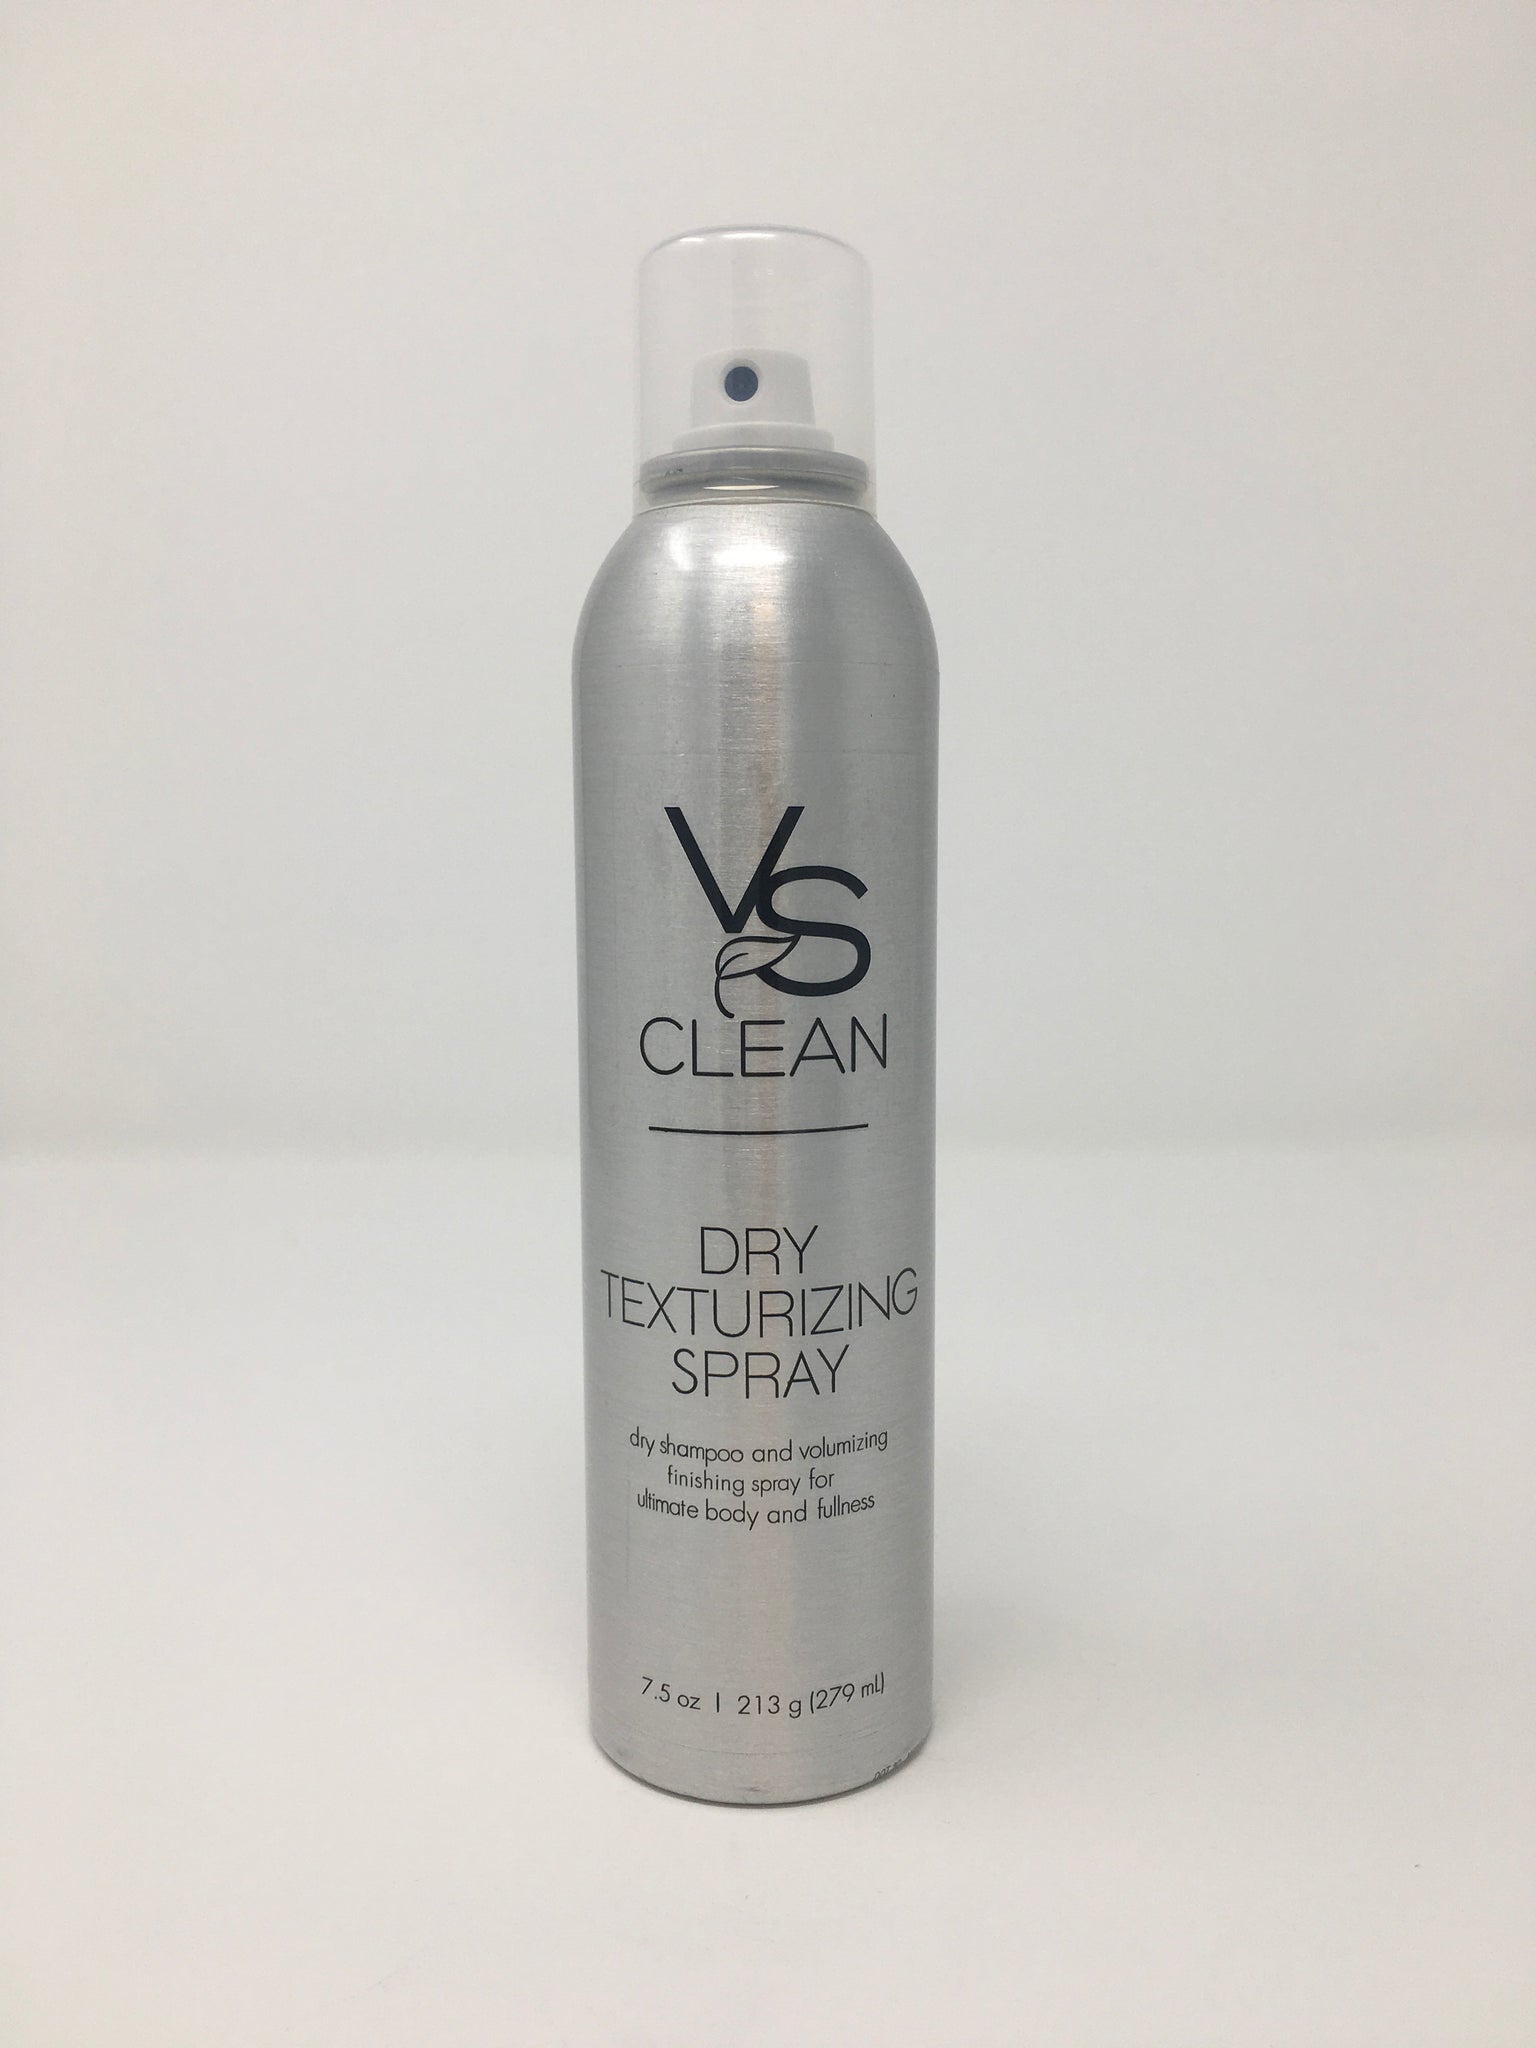 VS
CLEAN
DRY
TEXTURIZING
SPRAY
dry shampoo and volumizing
finishing spray for
ultimate body and fullness
7.5 oz | 213 g (279 mL)